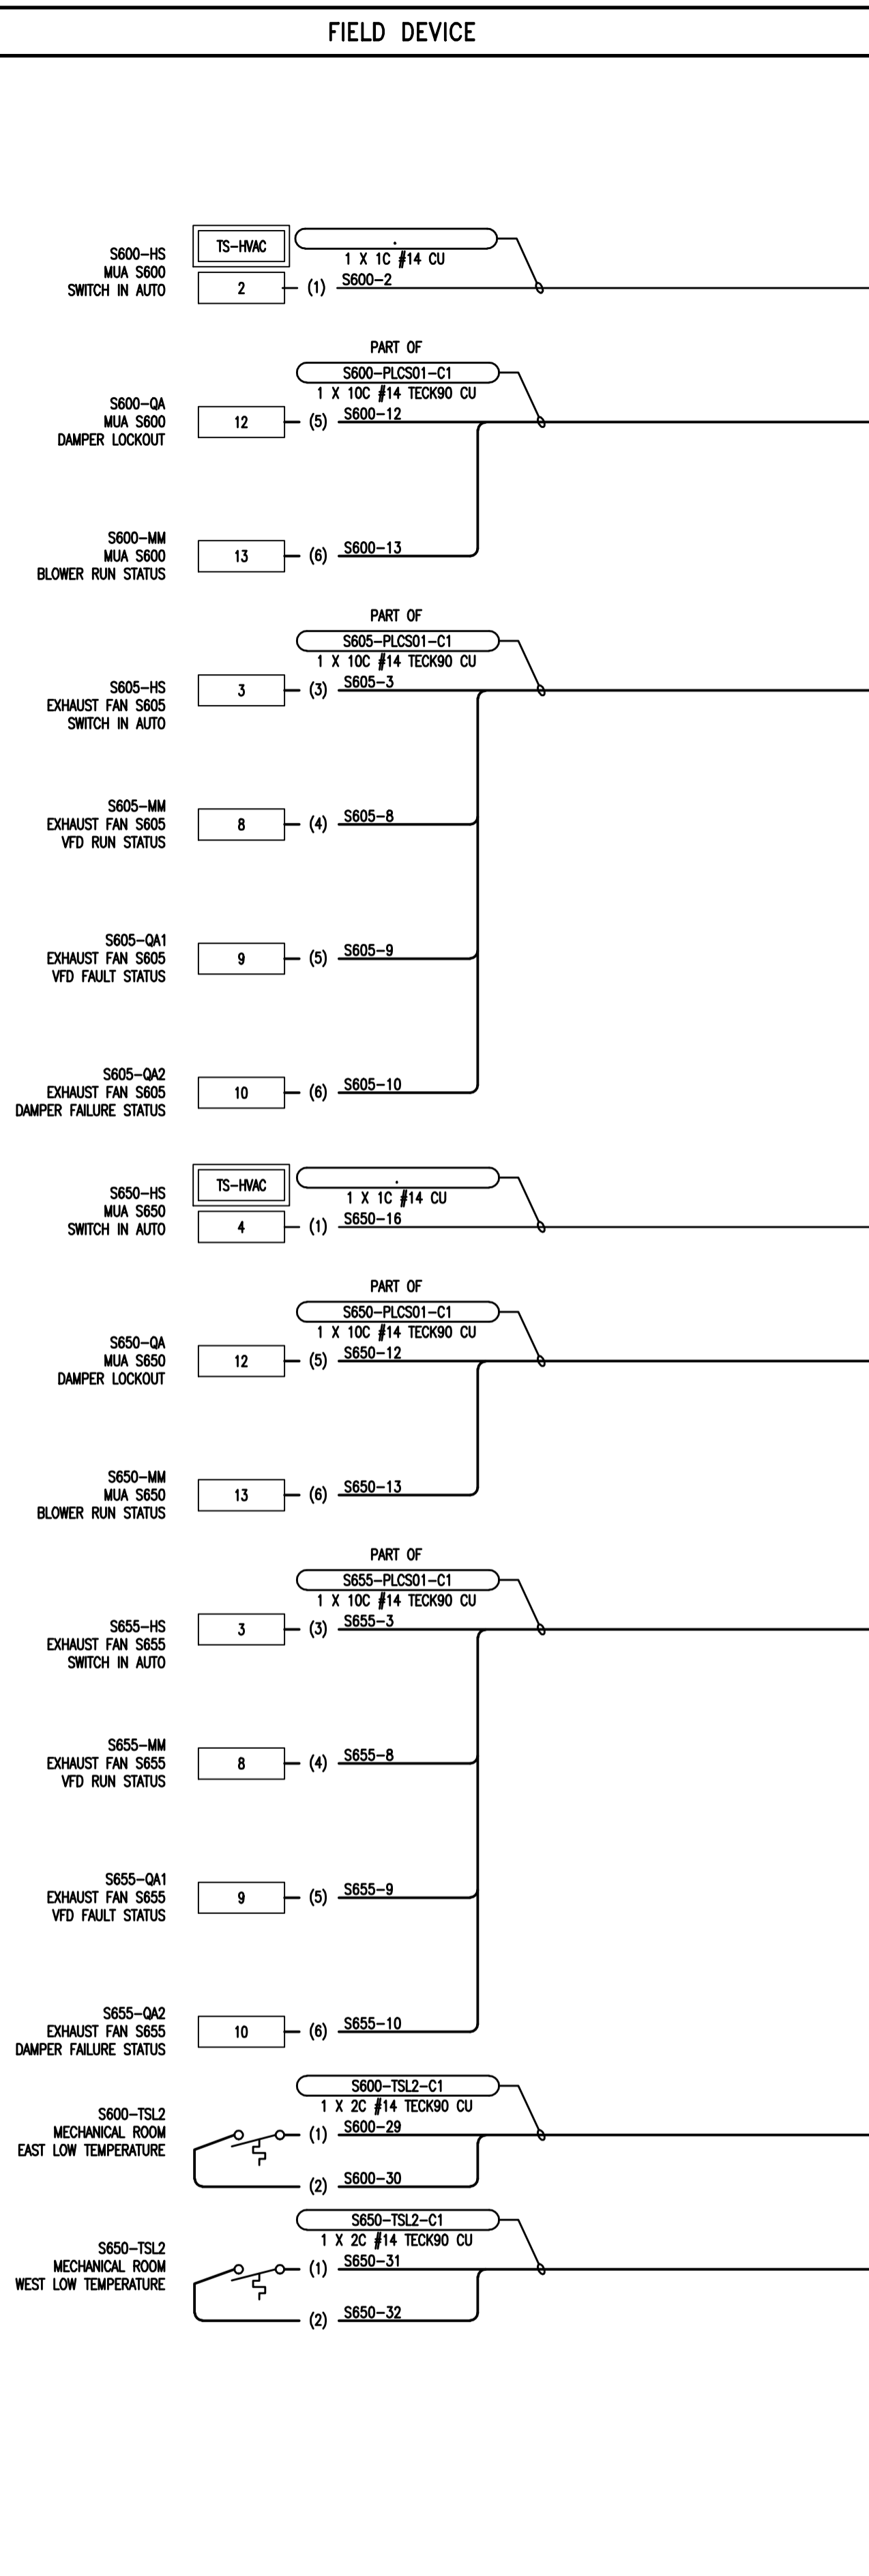 FIELD DEVICE
S600-HS
MUA S600
SWITCH IN AUTO
TS-HVAC
.
1 X 1C #14 CU
2
(1)
S600-2
PART OF
S600-PLCS01-C1
1 X 10C #14 TECK90 CU
S600-QA
MUA S600
DAMPER LOCKOUT
12
(5)
S600-12
S600-MM
MUA S600
BLOWER RUN STATUS
13
(6)
S600-13
PART OF
S605-PLCS01-C1
1 X 10C #14 TECK90 CU
S605-HS
EXHAUST FAN S605
SWITCH IN AUTO
3
(3)
S605-3
S605-MM
EXHAUST FAN S605
VFD RUN STATUS
8
(4)
S605-8
S605-QA1
EXHAUST FAN S605
VFD FAULT STATUS
9
(5)
S605-9
S605-QA2
EXHAUST FAN S605
DAMPER FAILURE STATUS
10
(6)
S605-10
S650-HS
MUA S650
SWITCH IN AUTO
TS-HVAC
.
1 X 1C #14 CU
4
(1)
S650-16
PART OF
S650-PLCS01-C1
1 X 10C #14 TECK90 CU
S650-QA
MUA S650
DAMPER LOCKOUT
12
(5)
S650-12
S650-MM
MUA S650
BLOWER RUN STATUS
13
(6)
S650-13
PART OF
S655-PLCS01-C1
1 X 10C #14 TECK90 CU
S655-HS
EXHAUST FAN S655
SWITCH IN AUTO
3
(3)
S655-3
S655-MM
EXHAUST FAN S655
VFD RUN STATUS
8
(4)
S655-8
S655-QA1
EXHAUST FAN S655
VFD FAULT STATUS
9
(5)
S655-9
S655-QA2
EXHAUST FAN S655
DAMPER FAILURE STATUS
10
(6)
S655-10
S600-TSL2-C1
1 X 2C #14 TECK90 CU
S600-TSL2
MECHANICAL ROOM
EAST LOW TEMPERATURE
(1)
S600-29
(2)
S600-30
S650-TSL2-C1
1 X 2C #14 TECK90 CU
S650-TSL2
MECHANICAL ROOM
WEST LOW TEMPERATURE
(1)
S650-31
(2)
S650-32